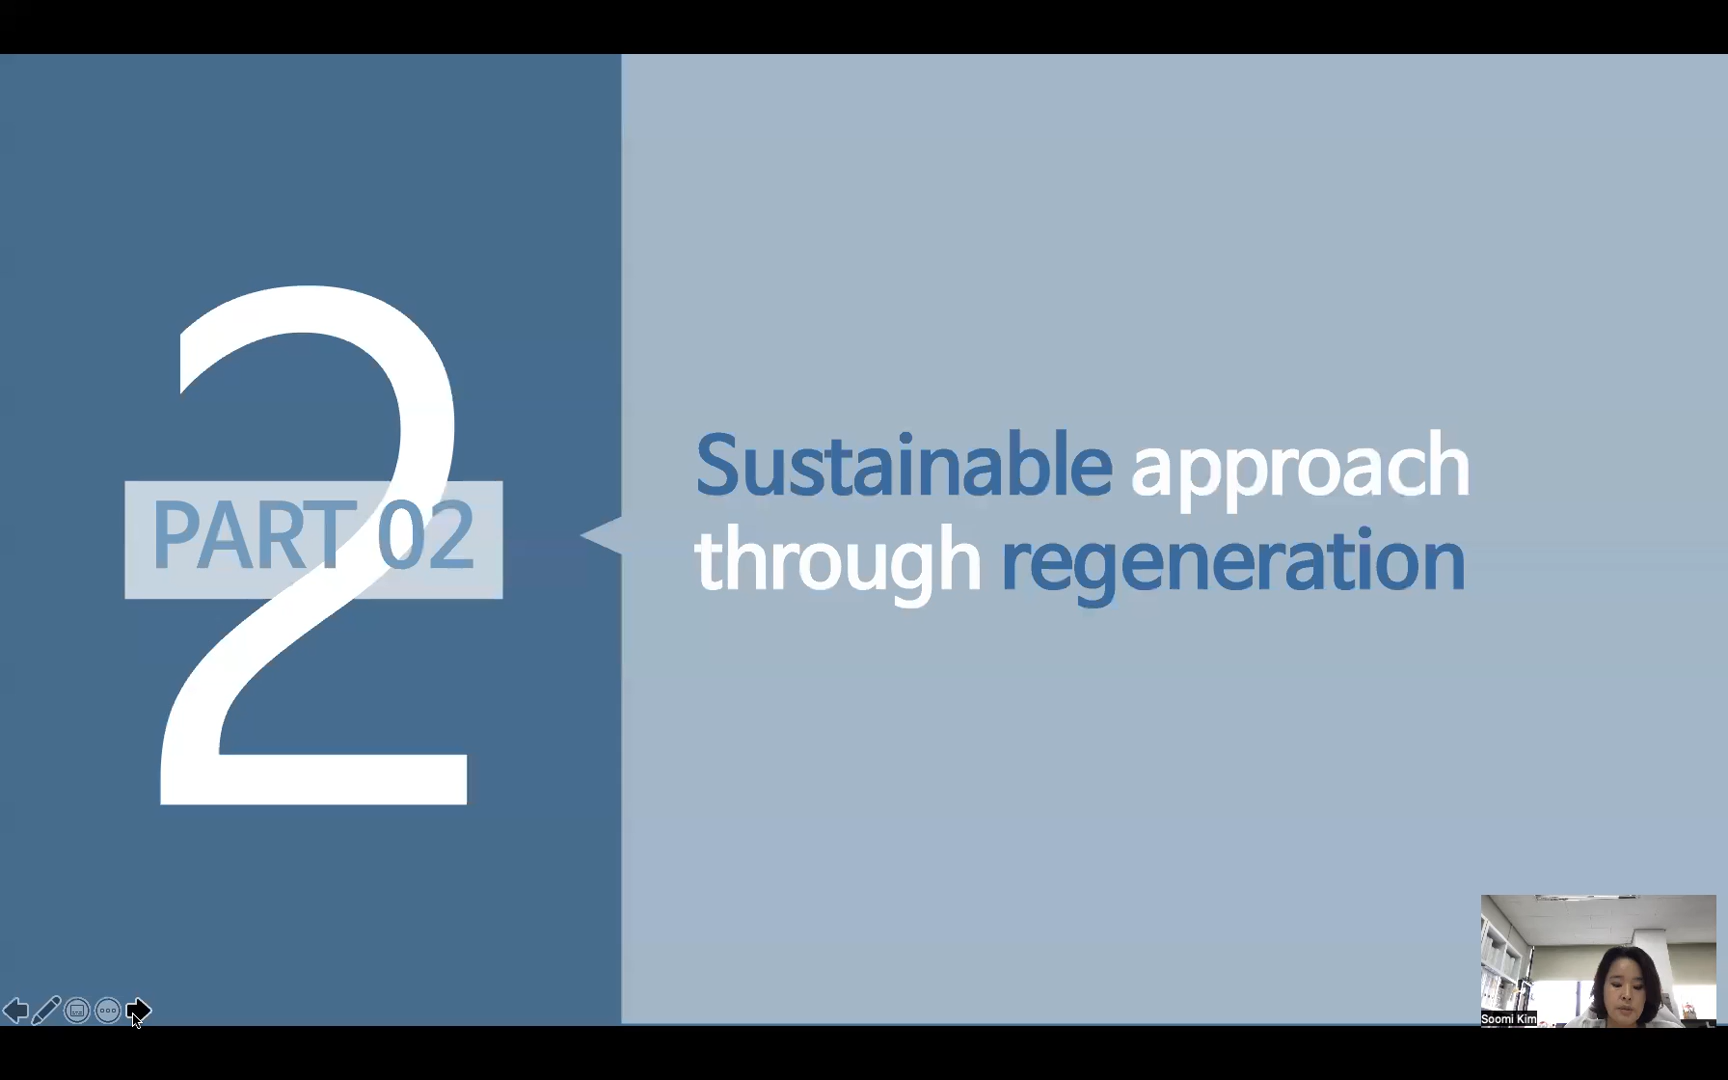 2
PART 02
Sustainable approach
through regeneration
Soomi Kim